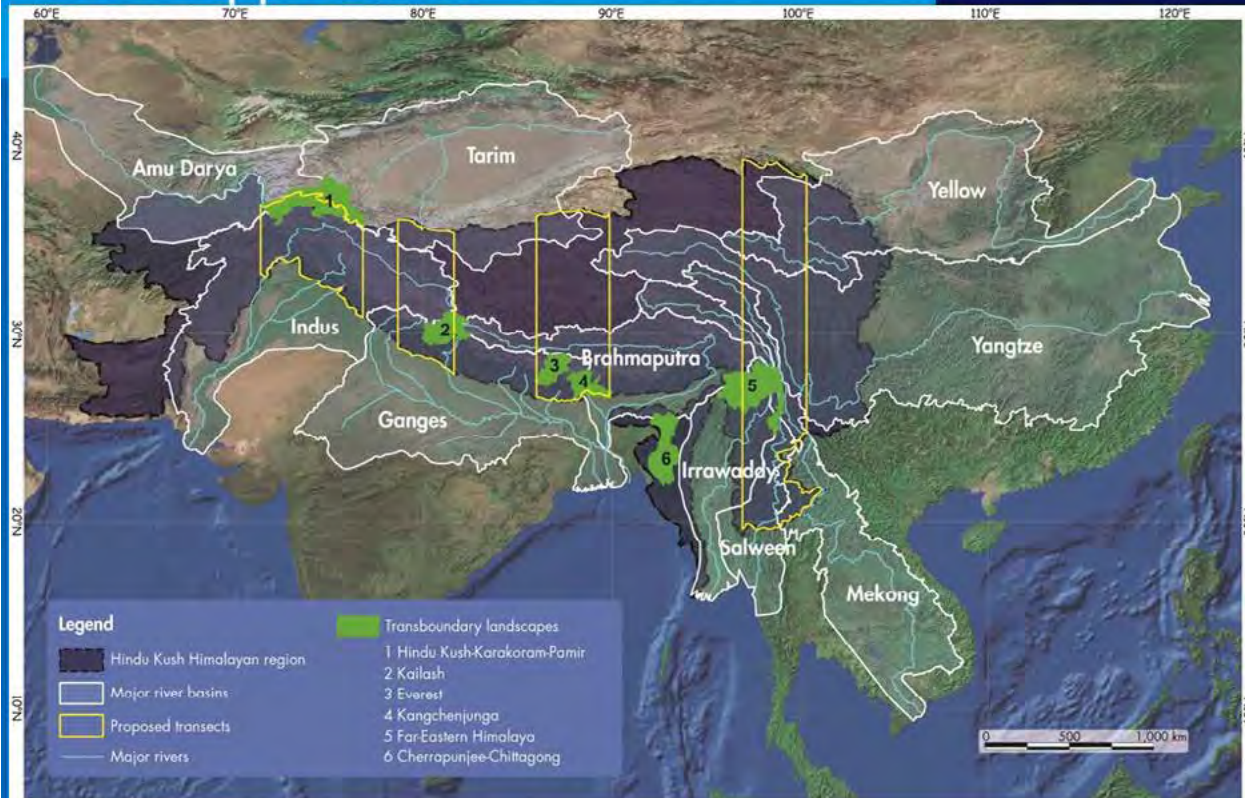 60°E 70°E 80°E 90°E 100°E 110°E 120°E
40°N
30°N
20°N
10°N
Amu Darya
Tarim
Yellow
1
Indus
2
3
4
Brahmaputra
5
Yangtze
Ganges
6
Irrawaddy
Salween
Mekong
Legend
Hindu Kush Himalayan region
Major river basins
Proposed transects
Major rivers
Transboundary landscapes
1 Hindu Kush-Karakoram-Pamir
2 Kailash
3 Everest
4 Kangchenjunga
5 Far-Eastern Himalaya
6 Cherrapunjee-Chittagong
0 500 1,000 km